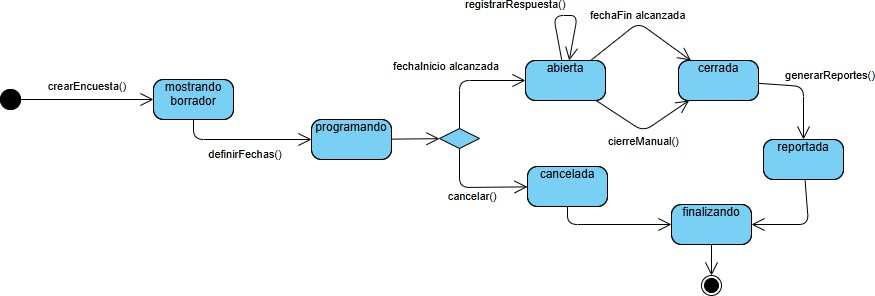 registrarRespuesta()
fechaFin alcanzada
fechaInicio alcanzada
abierta
cerrada
generarReportes()
crearEncuesta()
mostrando
borrador
programando
cierreManual()
definirFechas()
reportada
cancelada
cancelar()
finalizando